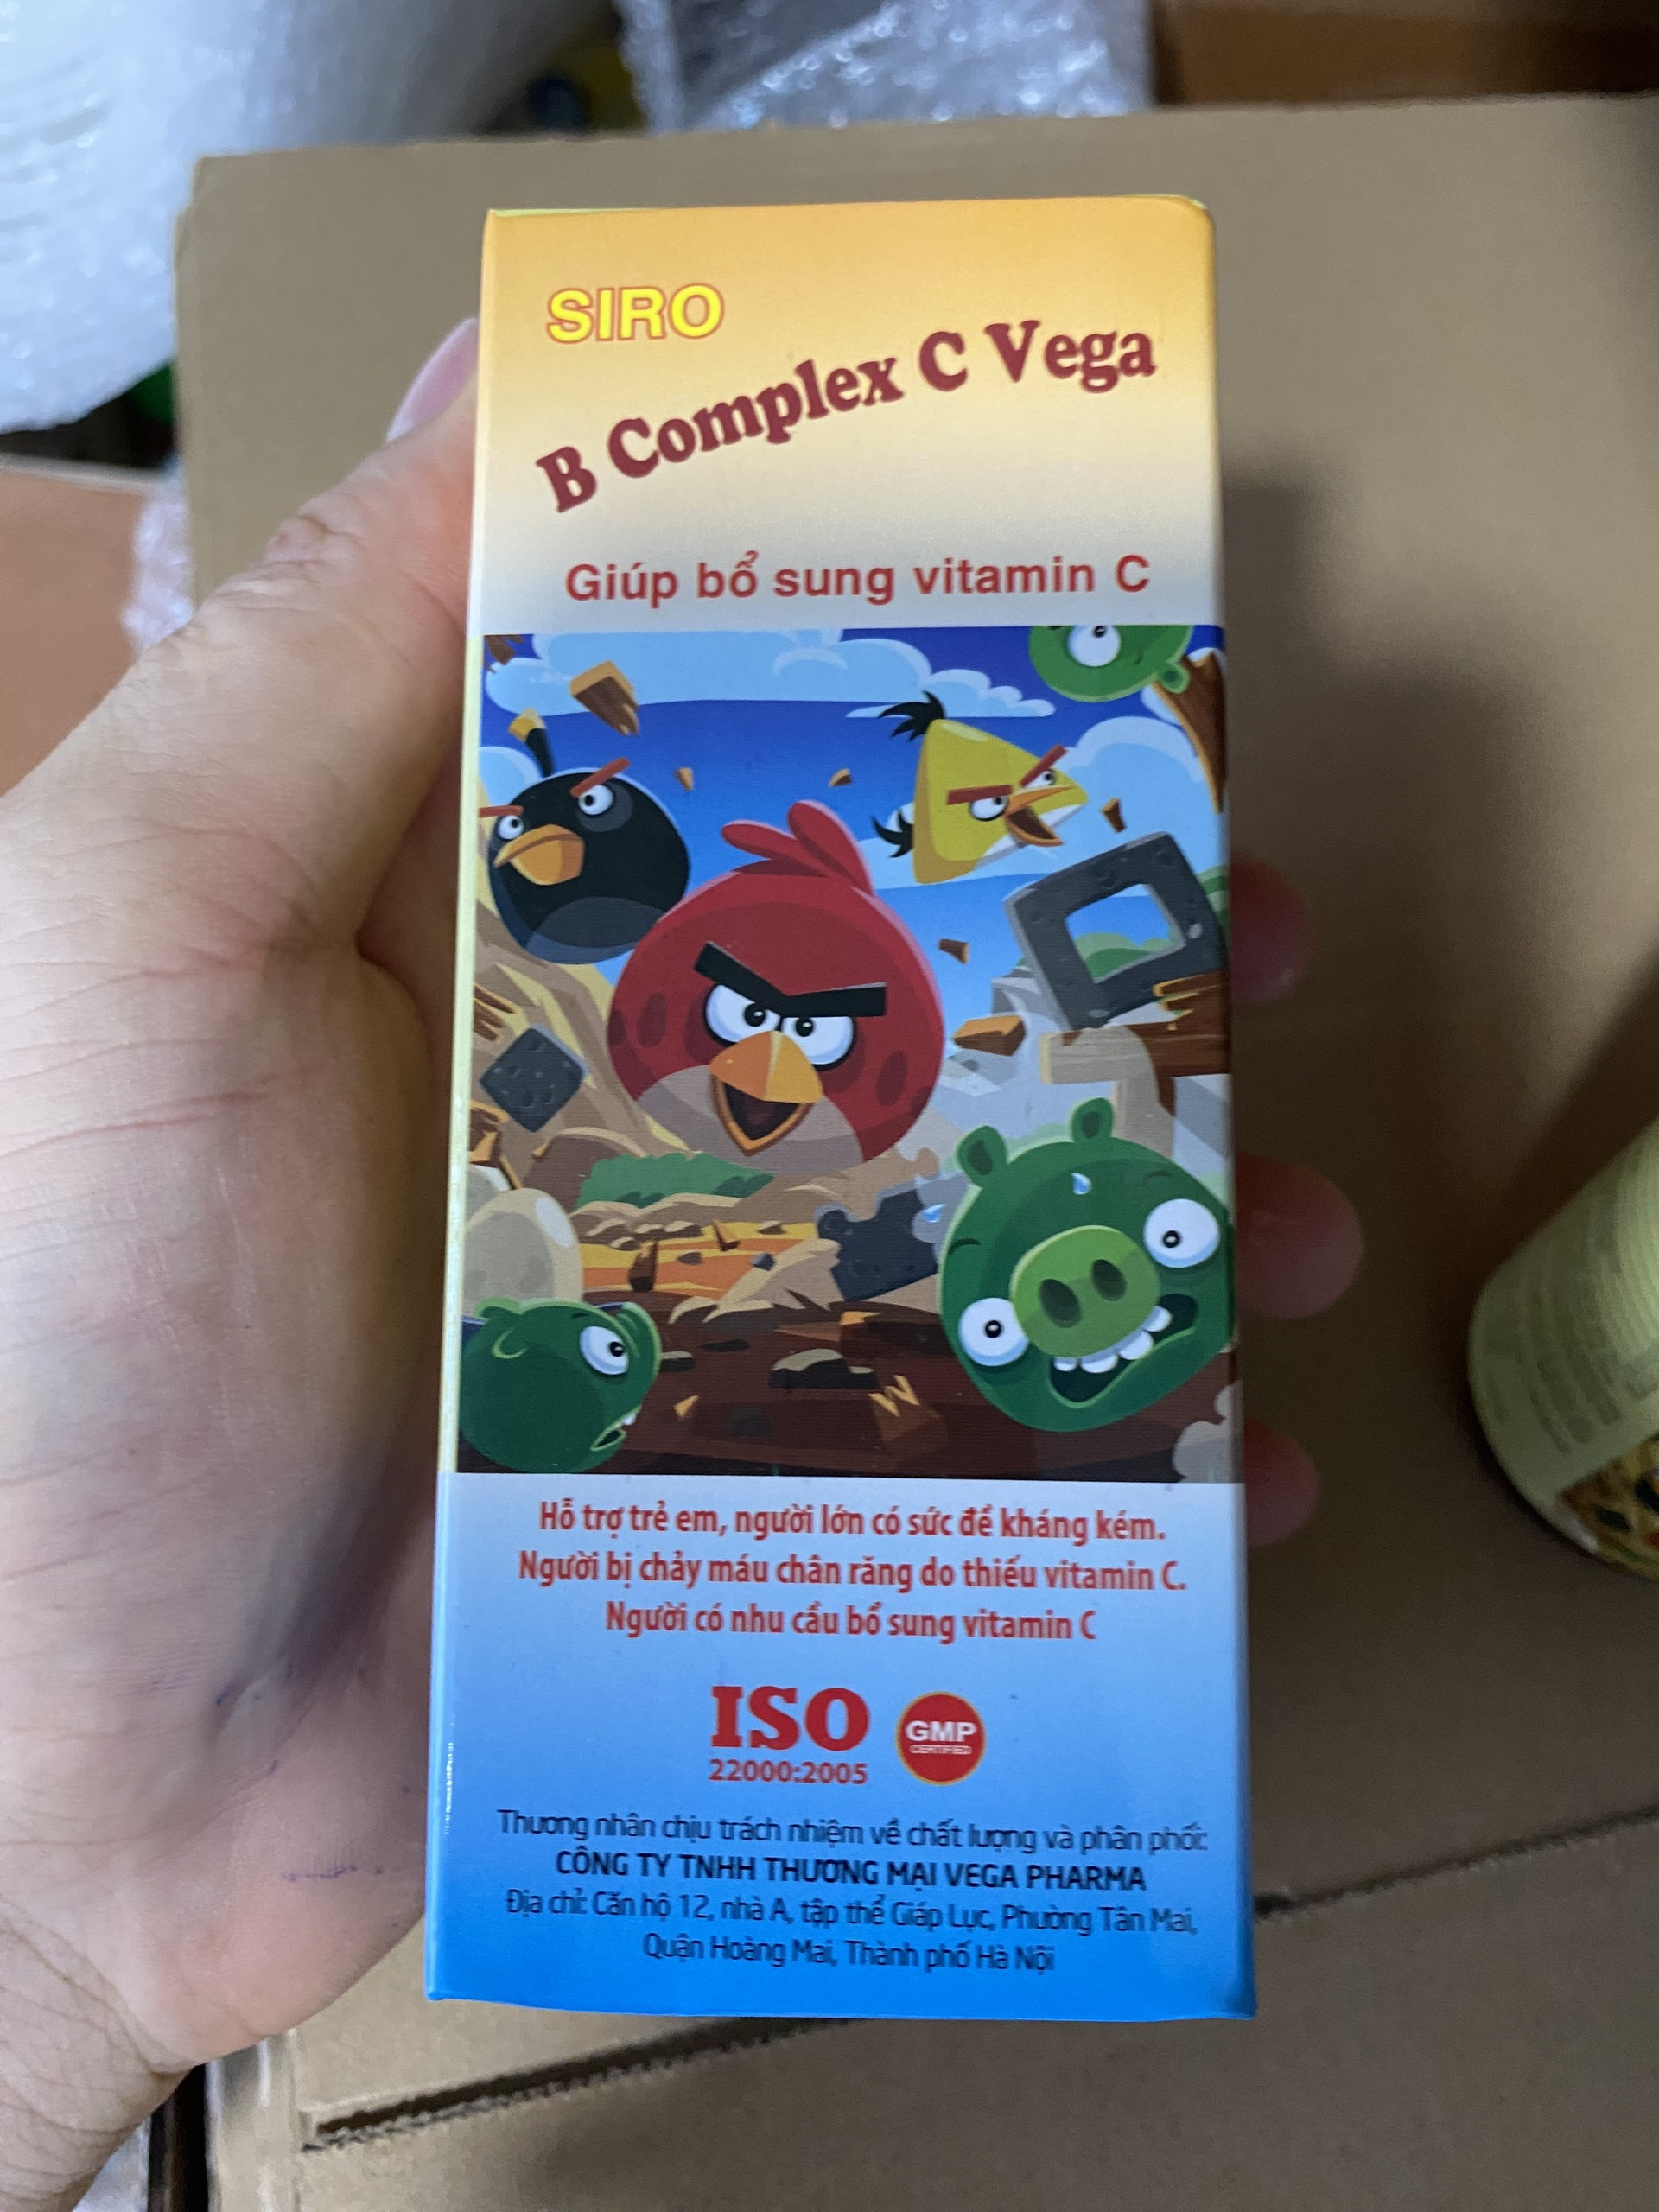 SIRO
B Complex C Vega
Giúp bổ sung vitamin C
Hỗ trợ trẻ em, người lớn có sức đề kháng kém.
Người bị chảy máu chân răng do thiếu vitamin C.
Người có nhu cầu bổ sung vitamin C
ISO
22000:2005
GMP
CERTIFIED
Thương nhân chịu trách nhiệm về chất lượng và phân phối:
CÔNG TY TNHH THƯƠNG MẠI VEGA PHARMA
Địa chỉ: Căn hộ 12, nhà A, tập thể Giáp Lục, Phường Tân Mai,
Quận Hoàng Mai, Thành phố Hà Nội